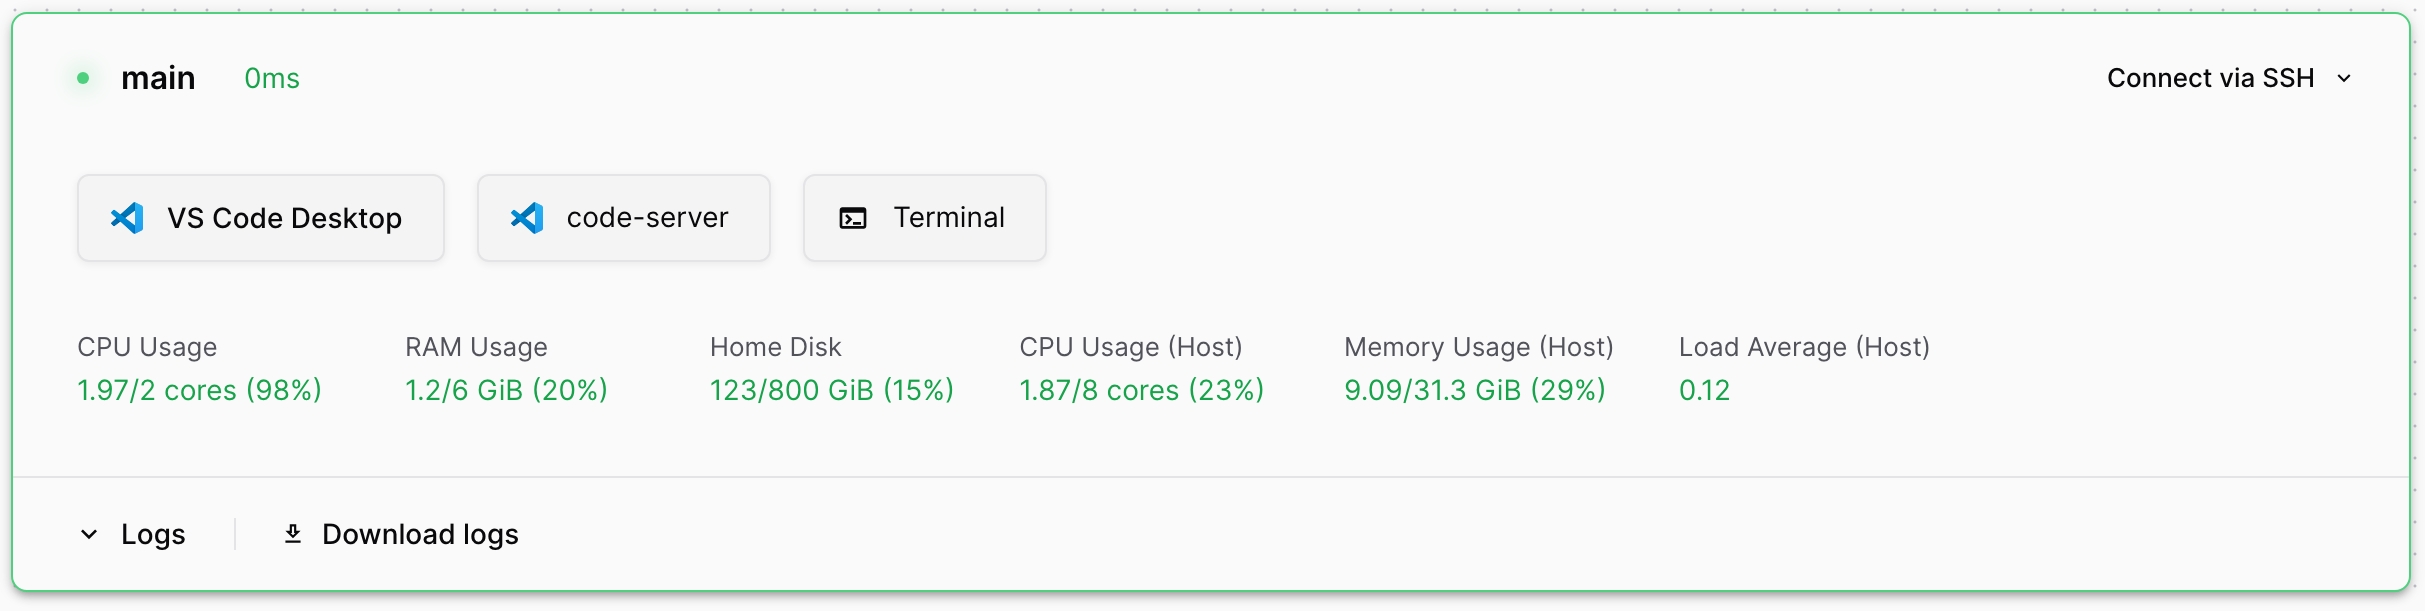 main 0ms Connect via SSH
VS Code Desktop code-server Terminal
CPU Usage RAM Usage Home Disk CPU Usage (Host) Memory Usage (Host) Load Average (Host)
1.97/2 cores (98%) 1.2/6 GiB (20%) 123/800 GiB (15%) 1.87/8 cores (23%) 9.09/31.3 GiB (29%) 0.12
Logs Download logs